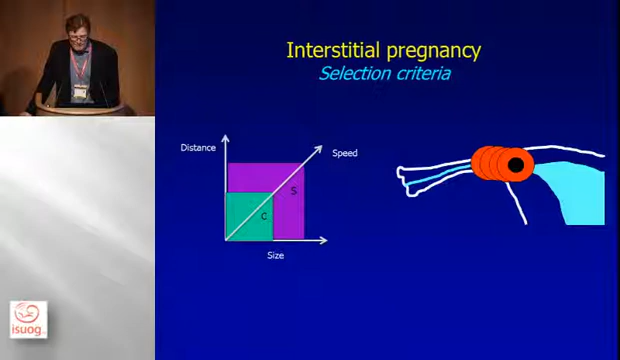 Interstitial pregnancy
Selection criteria
Distance
Speed
S
C
Size
isuog